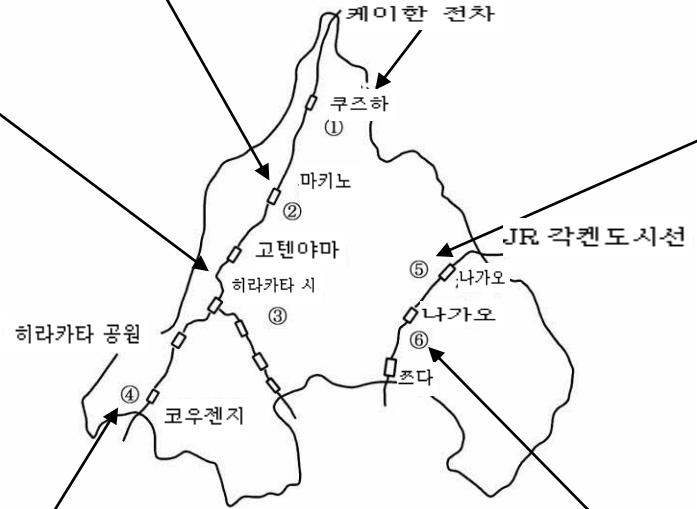 케이한 전차
쿠즈하
①
마키노
②
고텐야마
JR 각켄도시선
⑤
나가오
히라카타 시
③
나가오
히라카타 공원
⑥
쯔다
④
코우젠지